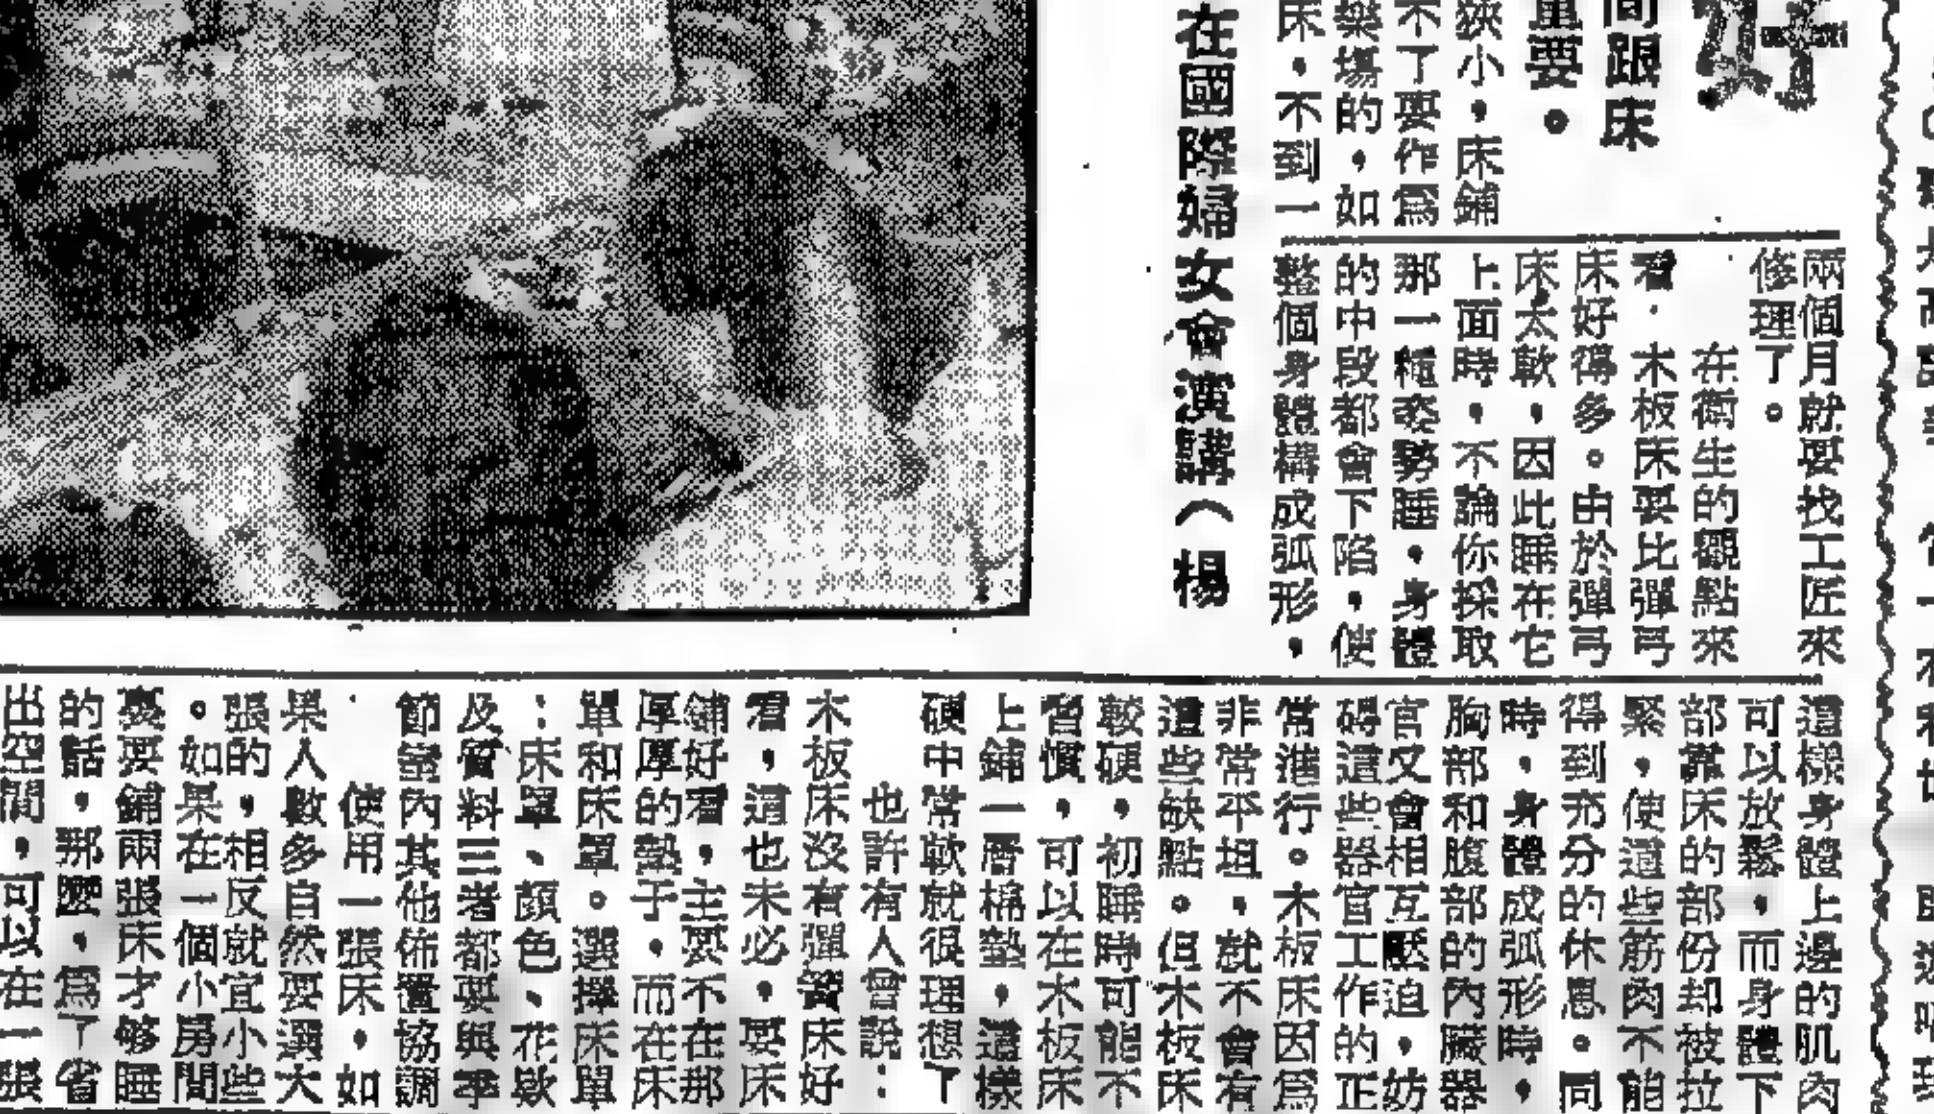 間跟床
重要。
狹小，床鋪
不了要作為
樂場的，如
床，不到一
兩個月就要找工匠來
修理了。
在衛生的觀點來
看，木板床要比彈弓
床好得多。由於彈弓
床太軟，因此睡在它
上面時，不論你採取
那一種姿勢睡，身體
的中段都會下陷，使
整個身體構成弧形，
在國際婦女會演講（楊
這樣身體上邊的肌肉
可以放鬆，而身體下
部靠床的部份却被拉
緊，使這些筋肉不能
得到充分的休息。同
時，身體成弧形時，
胸部和腹部的內臟器
官又會相互壓迫，妨
碍這些器官工作的正
常進行。木板床因為
非常平坦，就不會有
這些缺點。但木板床
較硬，初睡時可能不
習慣，可以在木板床
上鋪一層棉墊，這樣
硬中帶軟就很理想了
也許有人會說：
木板床沒有彈簧床好
看，這也未必，要床
鋪好看，主要不在那
厚厚的墊子，而在床
單和床罩。選擇床單
：床罩、顏色、花款
及質料三者都要與季
節室內其他佈置協調
使用一張床，如
果人數多自然要選大
張的，相反就宜小些
。如果在一個小房間
裏要鋪兩張床才够睡
的話，那麼，為了省
出空間，可以在一張